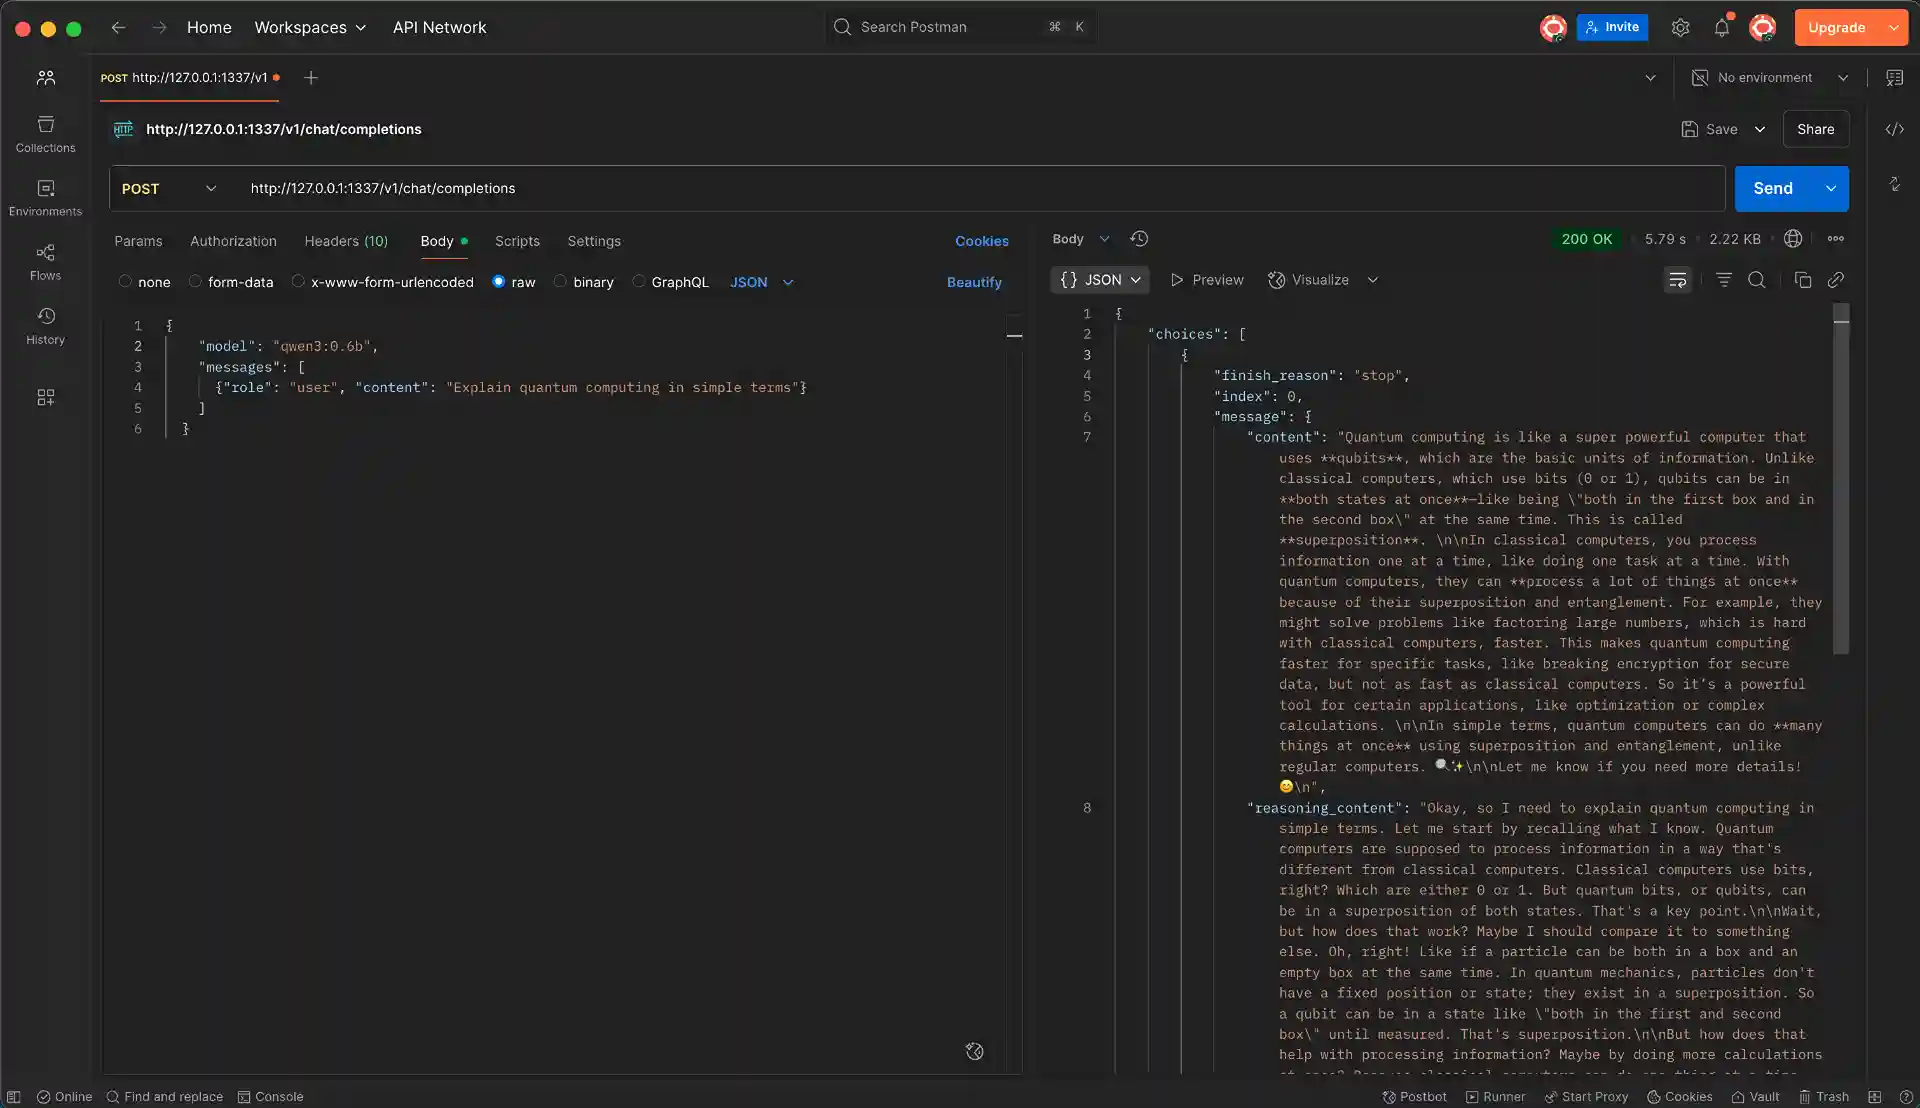 Home
Workspaces
API Network
Search Postman
⌘ K
Invite
Upgrade
POST http://127.0.0.1:1337/v1
No environment
Collections
Environments
Flows
History
HTTP http://127.0.0.1:1337/v1/chat/completions
Save
Share
POST
http://127.0.0.1:1337/v1/chat/completions
Send
Params
Authorization
Headers (10)
Body
Scripts
Settings
Cookies
none
form-data
x-www-form-urlencoded
raw
binary
GraphQL
JSON
Beautify
1 {
2 "model": "qwen3:0.6b",
3 "messages": [
4 {"role": "user", "content": "Explain quantum computing in simple terms"}
5 ]
6 }
Body
200 OK
5.79 s
2.22 KB
{} JSON
Preview
Visualize
1 {
2 "choices": [
3 {
4 "finish_reason": "stop",
5 "index": 0,
6 "message": {
7 "content": "Quantum computing is like a super powerful computer that
uses **qubits**, which are the basic units of information. Unlike
classical computers, which use bits (0 or 1), qubits can be in
**both states at once**—like being \"both in the first box and in
the second box\" at the same time. This is called
**superposition**. \n\nIn classical computers, you process
information one at a time, like doing one task at a time. With
quantum computers, they can **process a lot of things at once**
because of their superposition and entanglement. For example, they
might solve problems like factoring large numbers, which is hard
with classical computers, faster. This makes quantum computing
faster for specific tasks, like breaking encryption for secure
data, but not as fast as classical computers. So it's a powerful
tool for certain applications, like optimization or complex
calculations. \n\nIn simple terms, quantum computers can do **many
things at once** using superposition and entanglement, unlike
regular computers. 🔍✨\n\nLet me know if you need more details!
😊\n",
8 "reasoning_content": "Okay, so I need to explain quantum computing in
simple terms. Let me start by recalling what I know. Quantum
computers are supposed to process information in a way that's
different from classical computers. Classical computers use bits,
right? Which are either 0 or 1. But quantum bits, or qubits, can
be in a superposition of both states. That's a key point.\n\nWait,
but how does that work? Maybe I should compare it to something
else. Oh, right! Like if a particle can be both in a box and an
empty box at the same time. In quantum mechanics, particles don't
have a fixed position or state; they exist in a superposition. So
a qubit can be in a state like \"both in the first and second
box\" until measured. That's superposition.\n\nBut how does that
help with processing information? Maybe by doing more calculations
Online
Find and replace
Console
Postbot
Runner
Start Proxy
Cookies
Vault
Trash